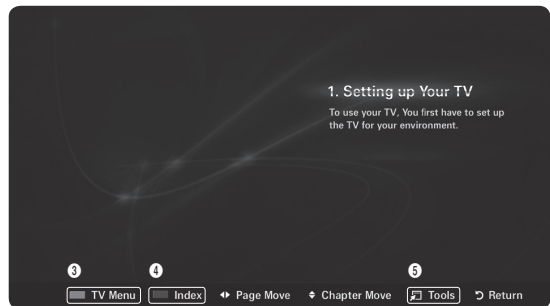 1. Setting up Your TV
To use your TV, You first have to set up
the TV for your environment.
3 4 5
TV Menu Index Page Move Chapter Move Tools Return